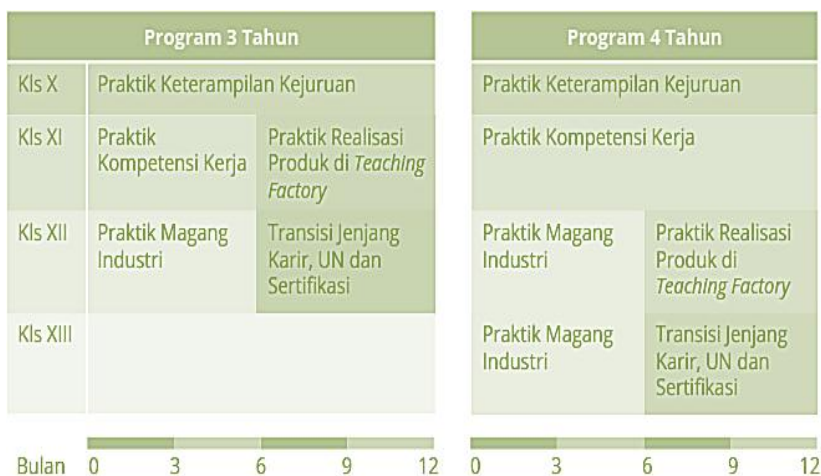 Program 3 Tahun
Kls X
Praktik Keterampilan Kejuruan
Kls XI
Praktik
Kompetensi Kerja
Praktik Realisasi
Produk di Teaching
Factory
Kls XII
Praktik Magang
Industri
Transisi Jenjang
Karir, UN dan
Sertifikasi
Kls XIII
Bulan 0 3 6 9 12
Program 4 Tahun
Praktik Keterampilan Kejuruan
Praktik Kompetensi Kerja
Praktik Magang
Industri
Praktik Realisasi
Produk di
Teaching Factory
Praktik Magang
Industri
Transisi Jenjang
Karir, UN dan
Sertifikasi
0 3 6 9 12